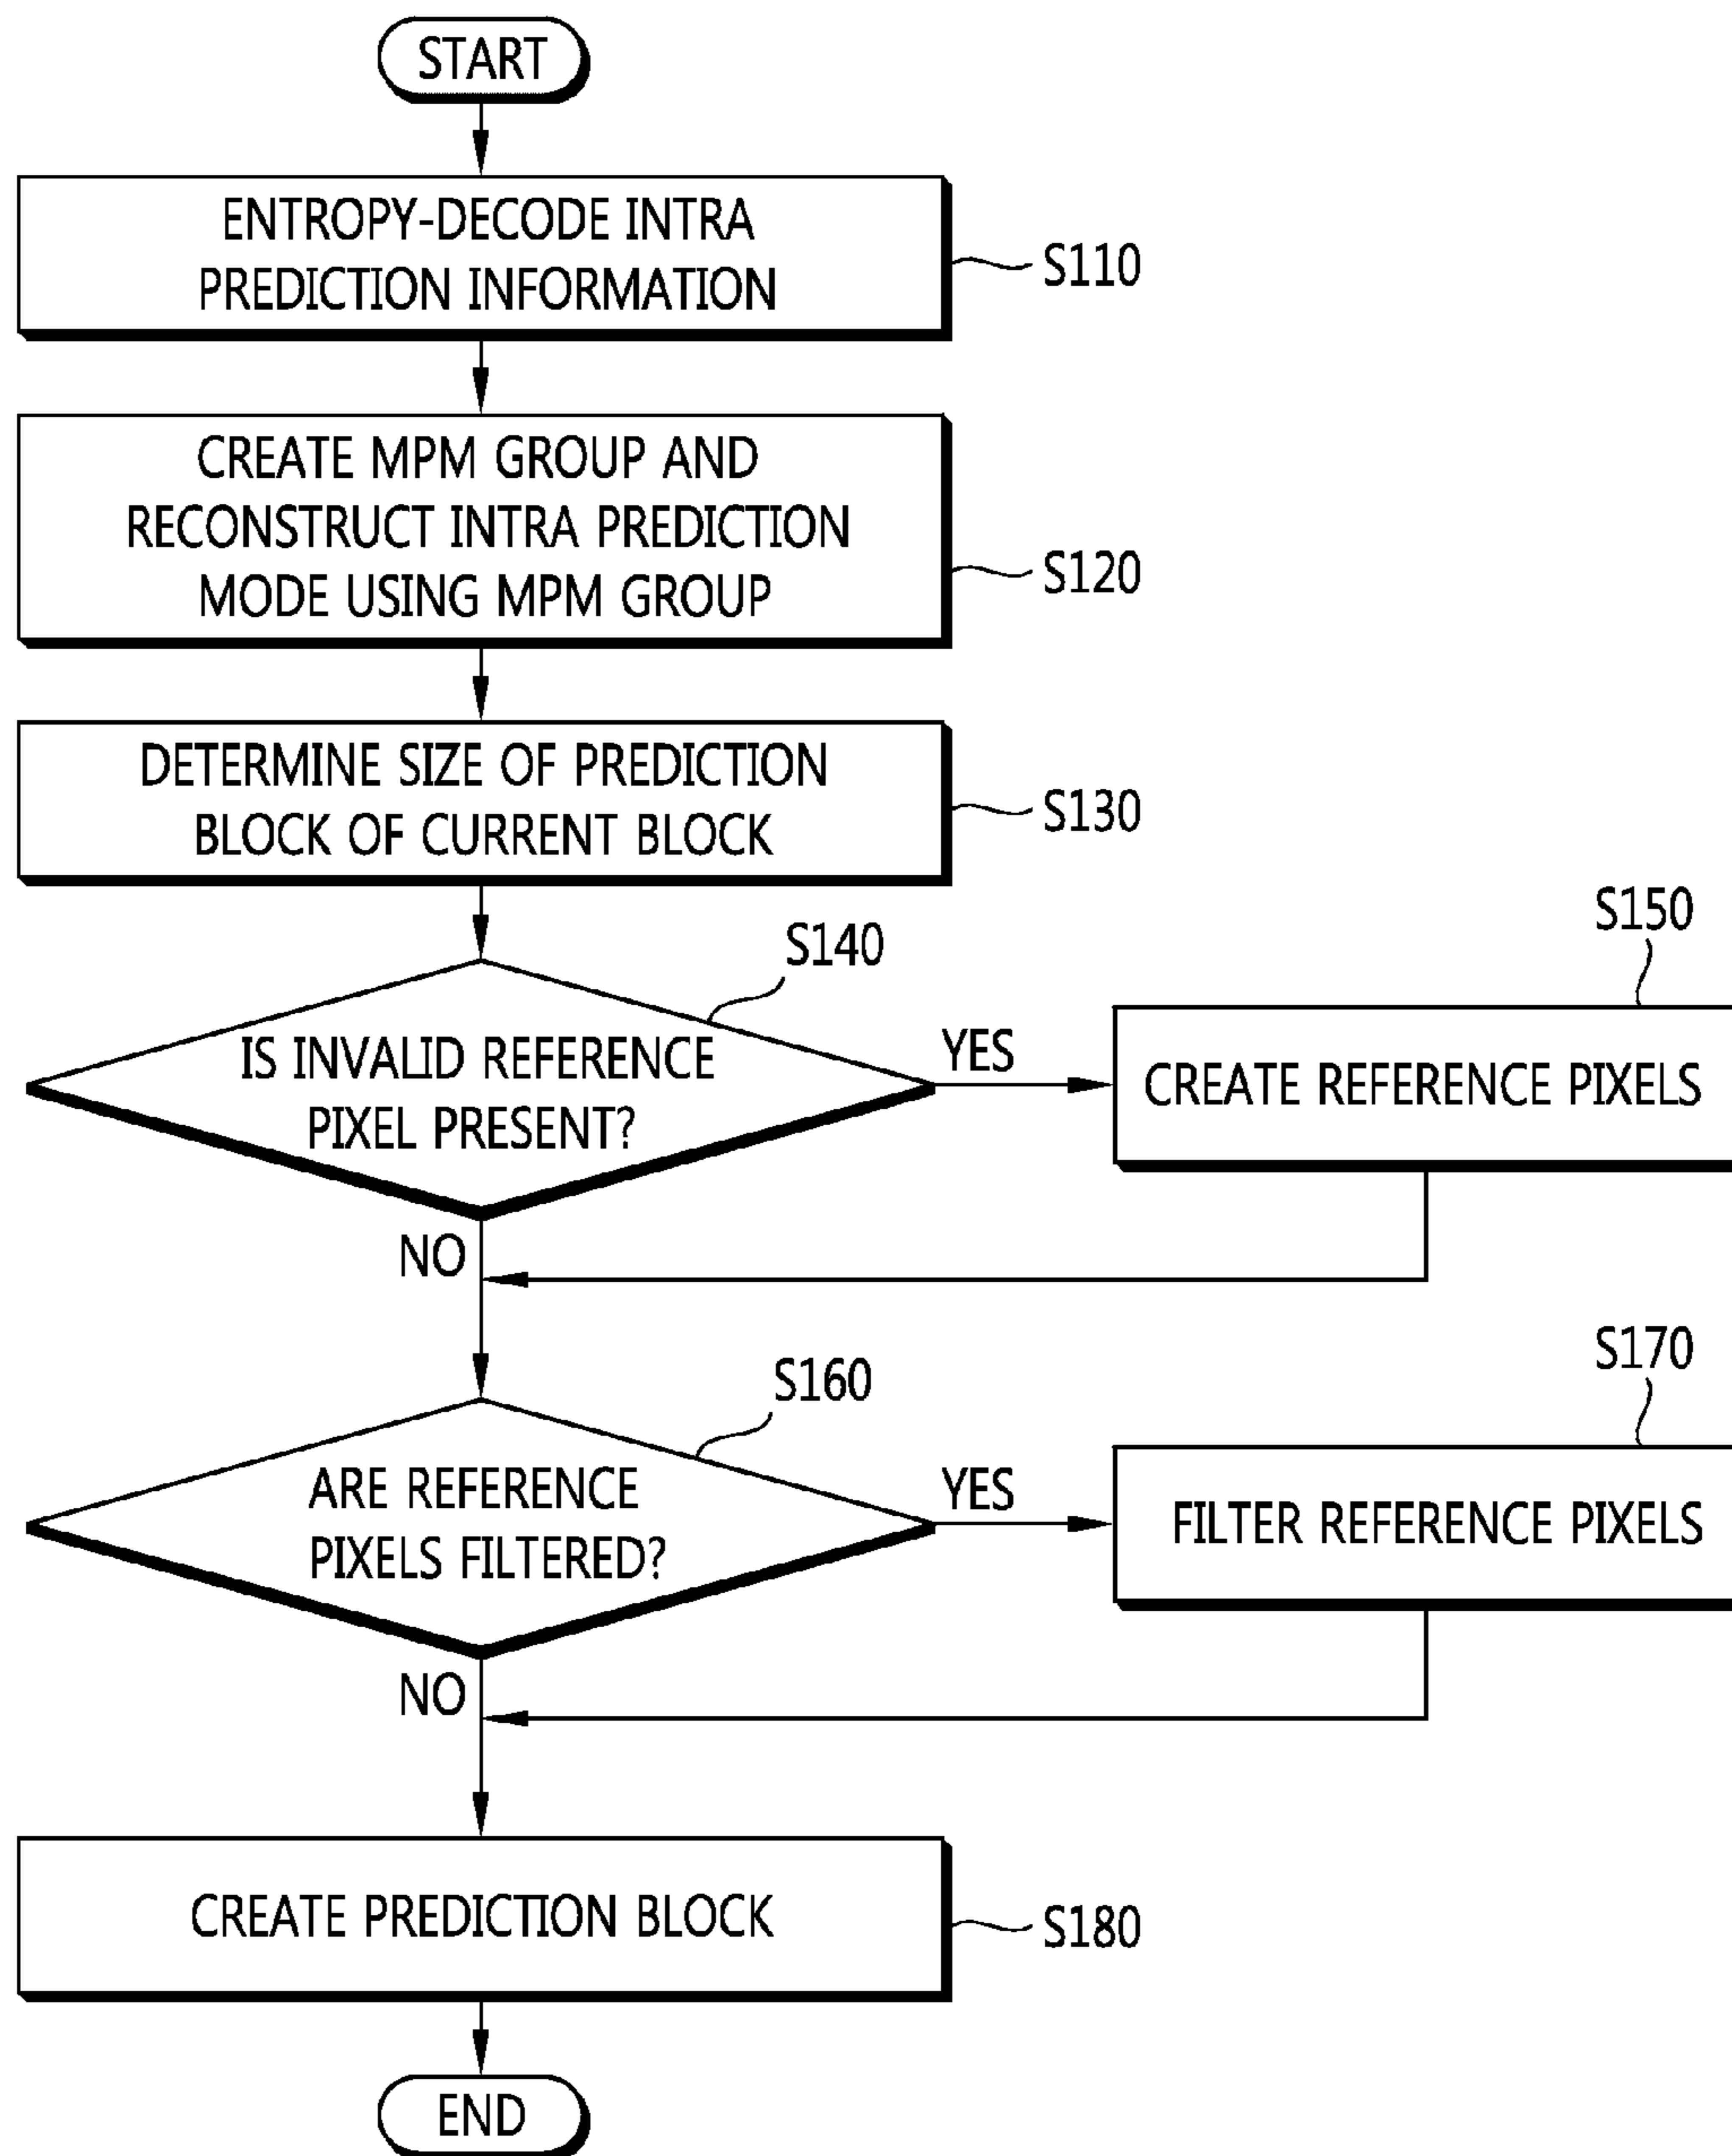 START
ENTROPY-DECODE INTRA
PREDICTION INFORMATION
S110
CREATE MPM GROUP AND
RECONSTRUCT INTRA PREDICTION
MODE USING MPM GROUP
S120
DETERMINE SIZE OF PREDICTION
BLOCK OF CURRENT BLOCK
S130
S140
IS INVALID REFERENCE
PIXEL PRESENT?
YES
S150
CREATE REFERENCE PIXELS
NO
S160
ARE REFERENCE
PIXELS FILTERED?
YES
S170
FILTER REFERENCE PIXELS
NO
CREATE PREDICTION BLOCK
S180
END